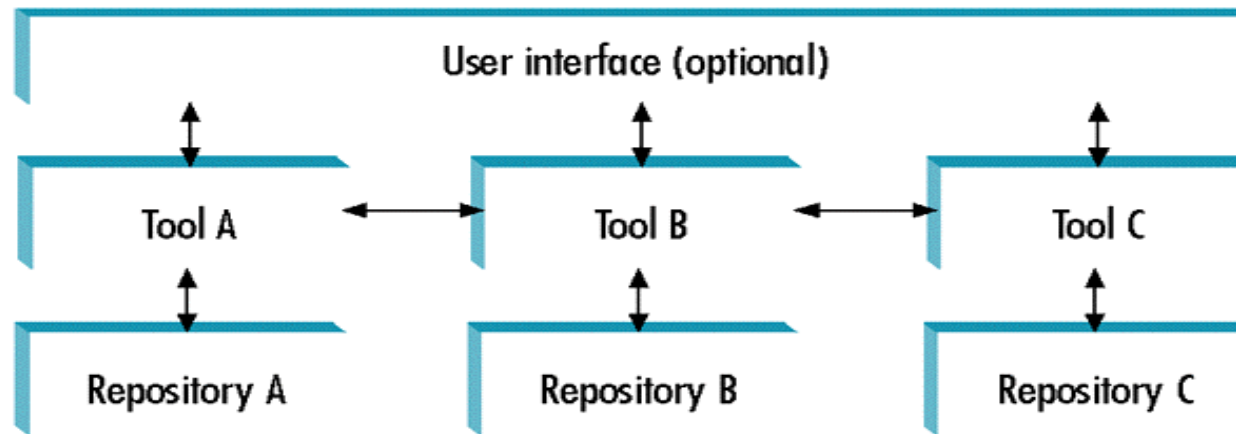 User interface (optional)
Tool A
Tool B
Tool C
Repository A
Repository B
Repository C